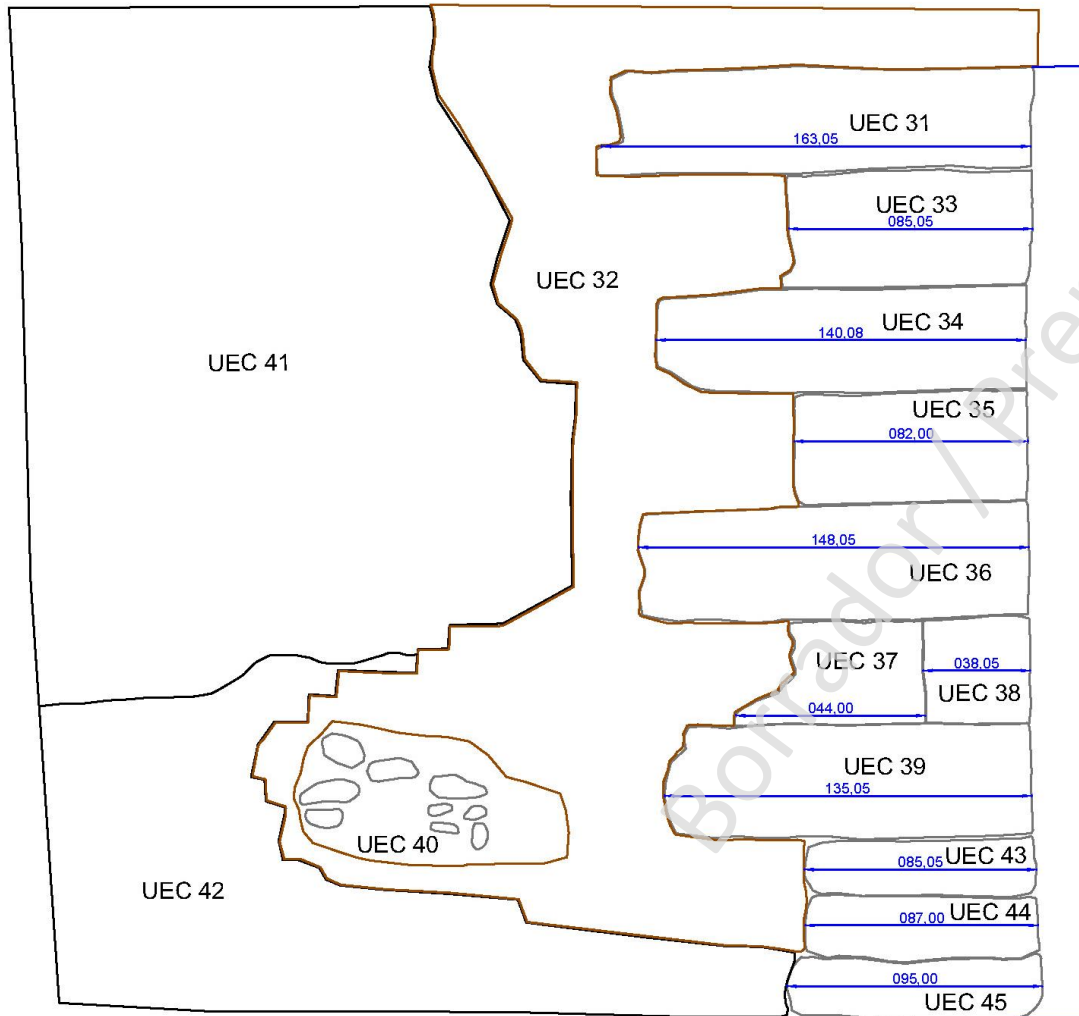 UEC 31
163,05
UEC 33
085,05
UEC 32
UEC 34
140,08
UEC 41
UEC 35
082,00
148,05
UEC 36
UEC 37
038,05
UEC 38
044,00
UEC 39
135,05
UEC 40
UEC 43
085,05
UEC 42
UEC 44
087,00
095,00
UEC 45
Borrador / Pre